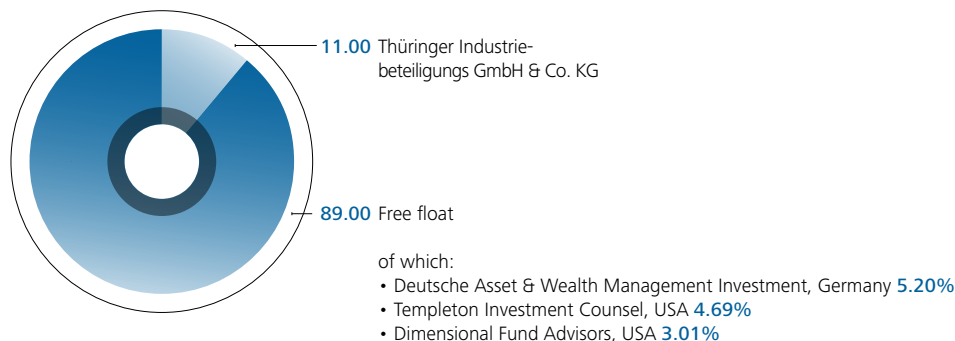 11.00 Thüringer Industrie-
beteiligungs GmbH & Co. KG
89.00 Free float
of which:
• Deutsche Asset & Wealth Management Investment, Germany 5.20%
• Templeton Investment Counsel, USA 4.69%
• Dimensional Fund Advisors, USA 3.01%